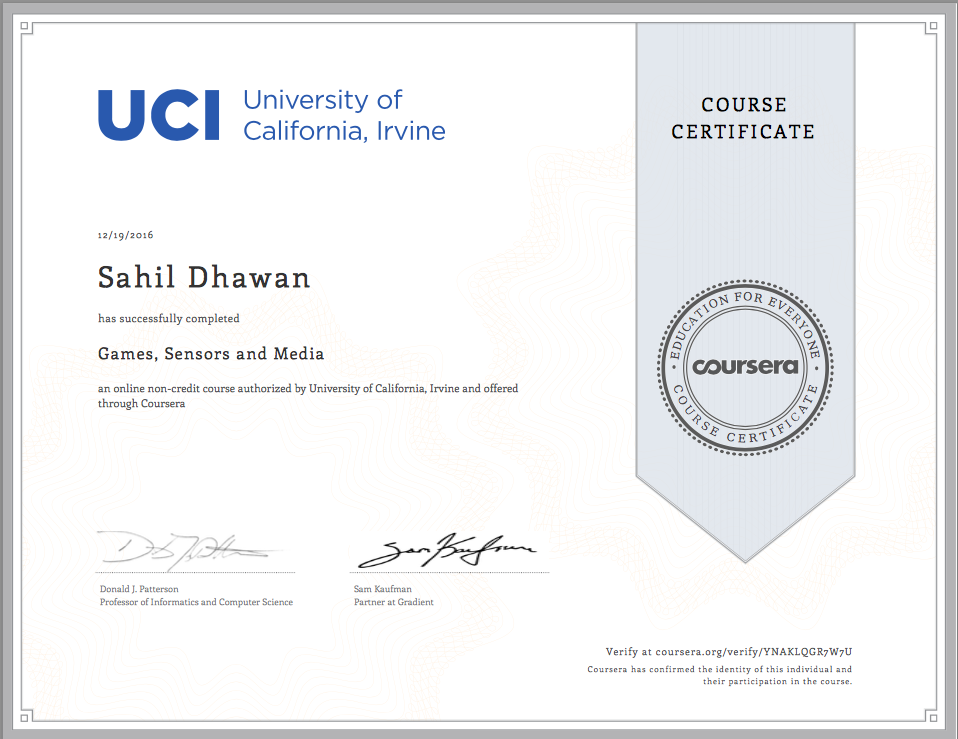 UCI University of
California, Irvine
COURSE
CERTIFICATE
12/19/2016
Sahil Dhawan
has successfully completed
Games, Sensors and Media
an online non-credit course authorized by University of California, Irvine and offered
through Coursera
EDUCATION FOR EVERYONE
coursera
COURSE CERTIFICATE
Sam Kaufman
Donald J. Patterson
Professor of Informatics and Computer Science
Sam Kaufman
Partner at Gradient
Verify at coursera.org/verify/YNAKLQGR7W7U
Coursera has confirmed the identity of this individual and
their participation in the course.